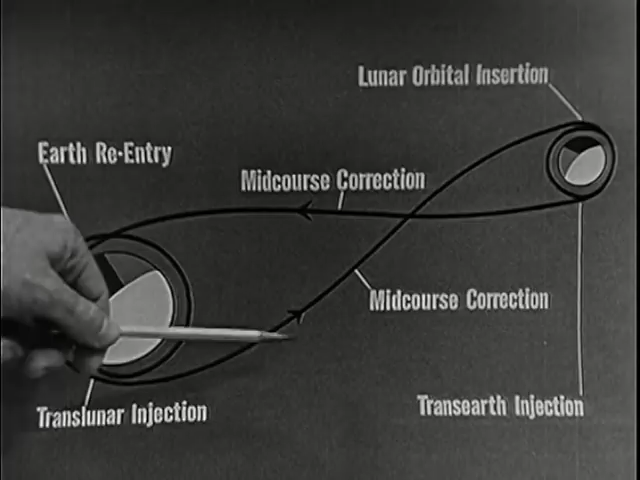 Lunar Orbital Insertion
Earth Re-Entry
Midcourse Correction
Midcourse Correction
Translunar Injection
Transearth Injection